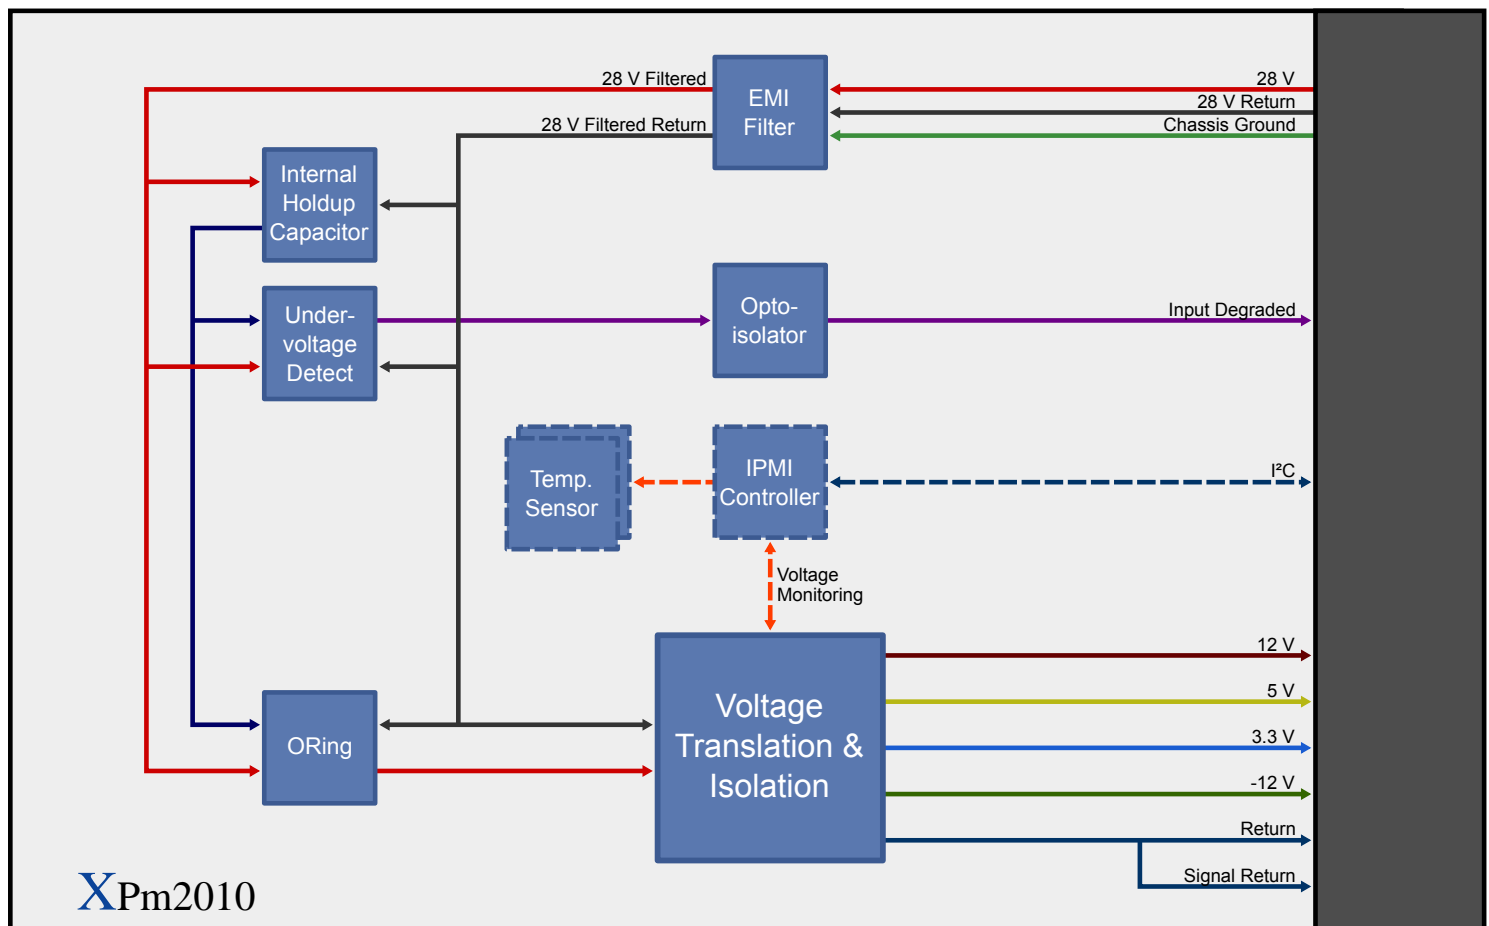 28 V Filtered
EMI
Filter
28 V
28 V Return
Chassis Ground
28 V Filtered Return
Internal
Holdup
Capacitor
Under-
voltage
Detect
Opto-
isolator
Input Degraded
Temp.
Sensor
IPMI
Controller
I²C
Voltage
Monitoring
ORing
Voltage
Translation &
Isolation
12 V
5 V
3.3 V
-12 V
Return
Signal Return
XPm2010